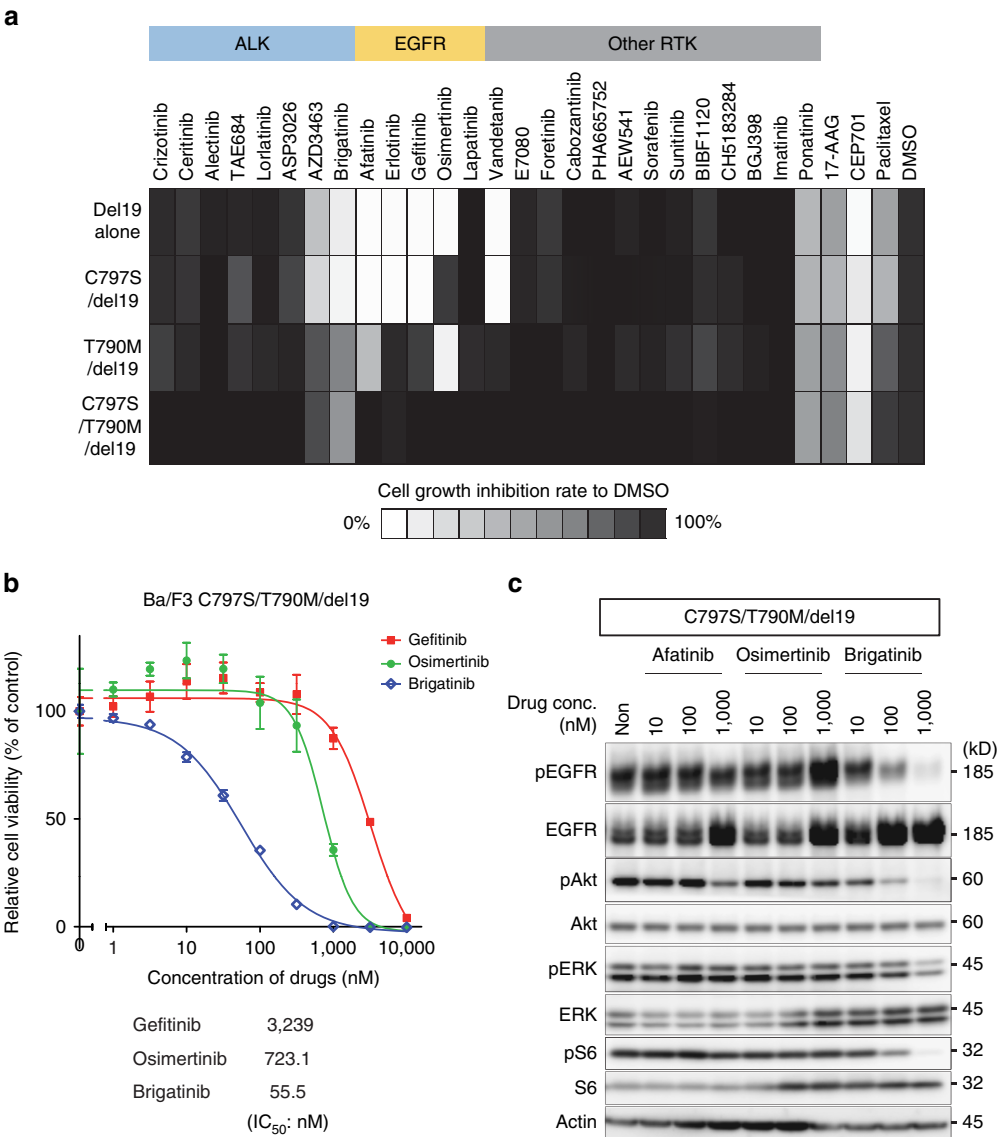 a
ALK EGFR Other RTK
Crizotinib
Ceritinib
Alectinib
TAE684
Lorlatinib
ASP3026
AZD3463
Brigatinib
Afatinib
Erlotinib
Gefitinib
Osimertinib
Lapatinib
Vandetanib
E7080
Foretinib
Cabozantinib
PHA665752
AEW541
Sorafenib
Sunitinib
BIBF1120
CH5183284
BGJ398
Imatinib
Ponatinib
17-AAG
CEP701
Paclitaxel
DMSO
Del19
alone
C797S
/del19
T790M
/del19
C797S
/T790M
/del19
Cell growth inhibition rate to DMSO
0% 100%
b
Ba/F3 C797S/T790M/del19
Gefitinib
Osimertinib
Brigatinib
Relative cell viability (% of control)
100
50
0
0 1 10 100 1,000 10,000
Concentration of drugs (nM)
Gefitinib 3,239
Osimertinib 723.1
Brigatinib 55.5
(IC50: nM)
c
C797S/T790M/del19
Afatinib Osimertinib Brigatinib
Drug conc.
(nM)
Non 10 100 1,000 10 100 1,000 10 100 1,000
(kD)
pEGFR 185
EGFR 185
pAkt 60
Akt 60
pERK 45
ERK 45
pS6 32
S6 32
Actin 45